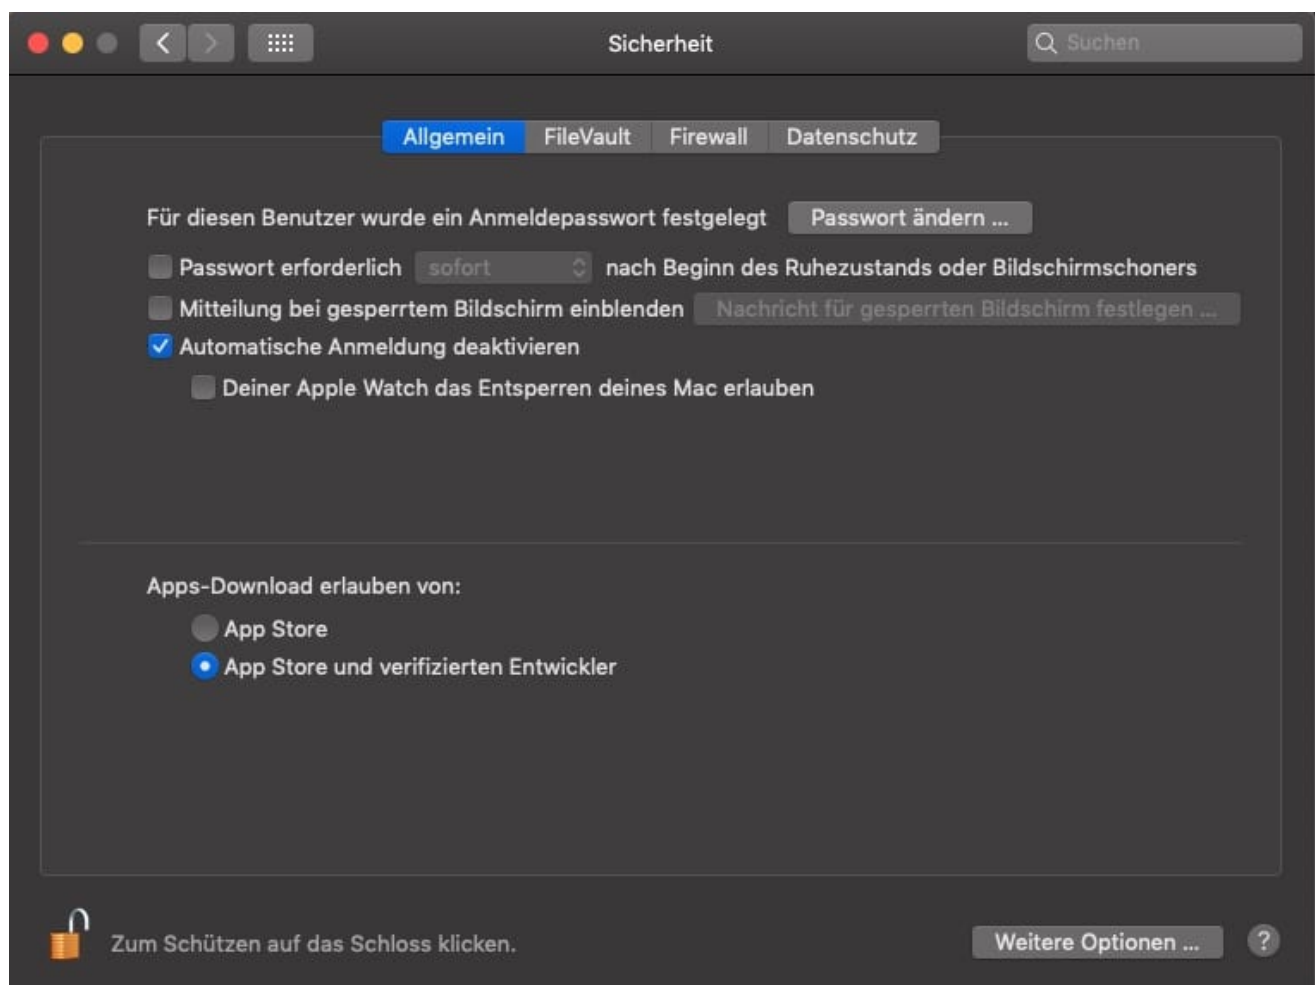 Sicherheit
Suchen
Allgemein FileVault Firewall Datenschutz
Für diesen Benutzer wurde ein Anmeldepasswort festgelegt Passwort ändern ...
Passwort erforderlich sofort nach Beginn des Ruhezustands oder Bildschirmschoners
Mitteilung bei gesperrtem Bildschirm einblenden Nachricht für gesperrten Bildschirm festlegen ...
Automatische Anmeldung deaktivieren
Deiner Apple Watch das Entsperren deines Mac erlauben
Apps-Download erlauben von:
App Store
App Store und verifizierten Entwickler
Zum Schützen auf das Schloss klicken.
Weitere Optionen ... ?